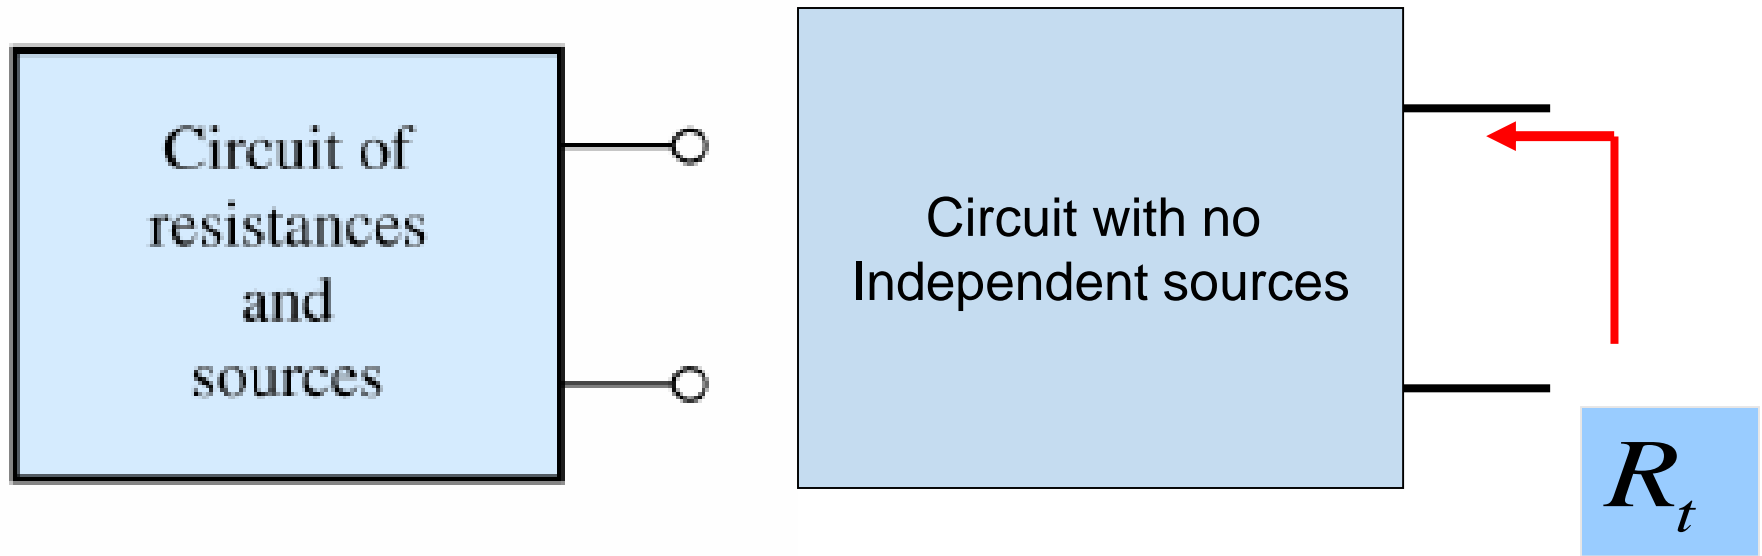 Circuit of
resistances
and
sources
Circuit with no
Independent sources
Rt